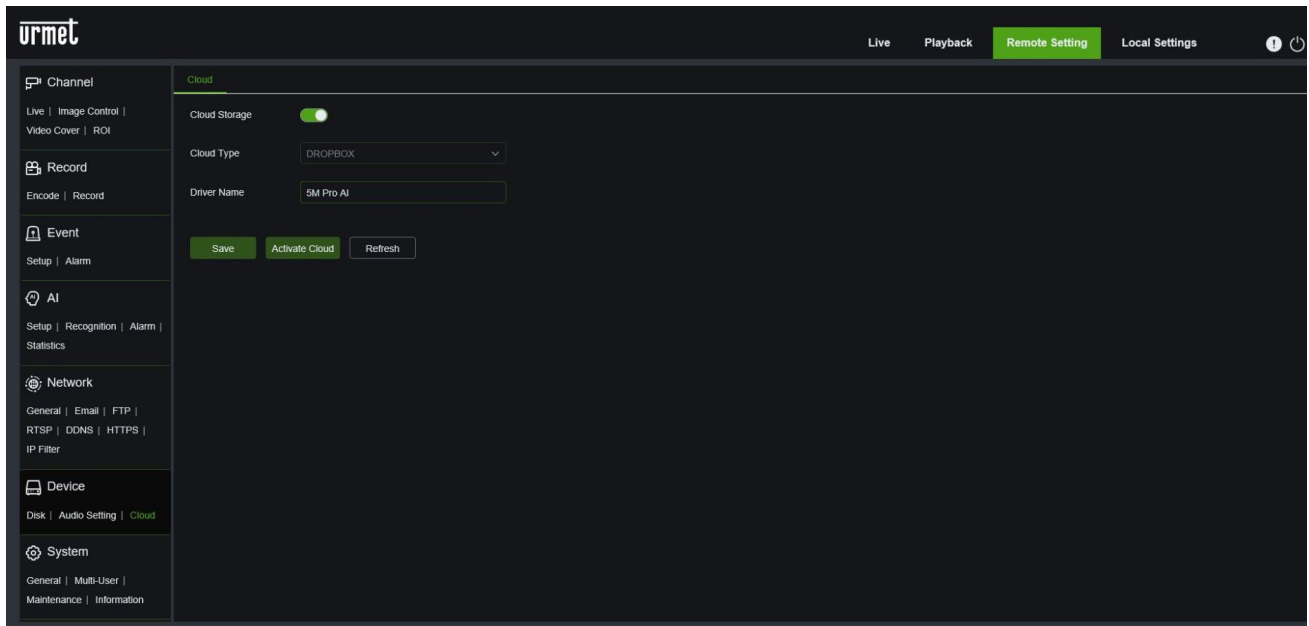 urmet
Live Playback Remote Setting Local Settings
Channel
Live | Image Control |
Video Cover | ROI
Record
Encode | Record
Event
Setup | Alarm
AI
Setup | Recognition | Alarm |
Statistics
Network
General | Email | FTP |
RTSP | DDNS | HTTPS |
IP Filter
Device
Disk | Audio Setting | Cloud
System
General | Multi-User |
Maintenance | Information
Cloud
Cloud Storage
Cloud Type DROPBOX
Driver Name 5M Pro AI
Save Activate Cloud Refresh